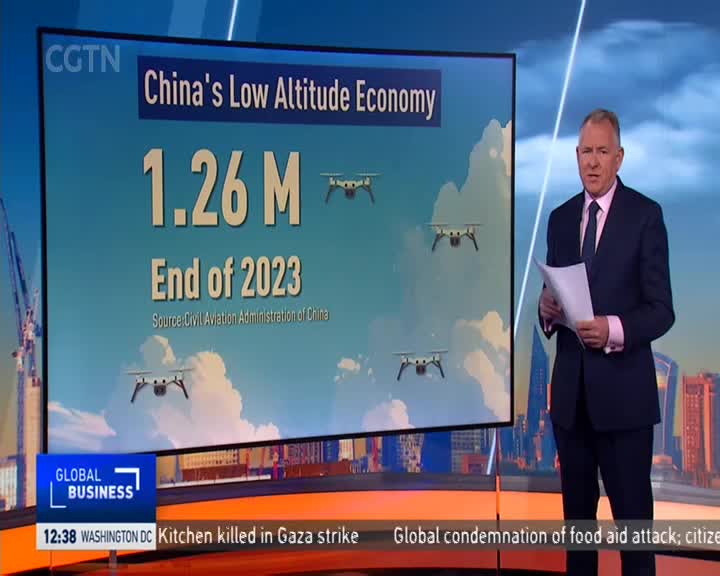 CGTN
China's Low Altitude Economy
1.26 M
End of 2023
Source:Civil Aviation Administration of China
GLOBAL
BUSINESS
12:38 WASHINGTON DC
Kitchen killed in Gaza strike Global condemnation of food aid attack; citize